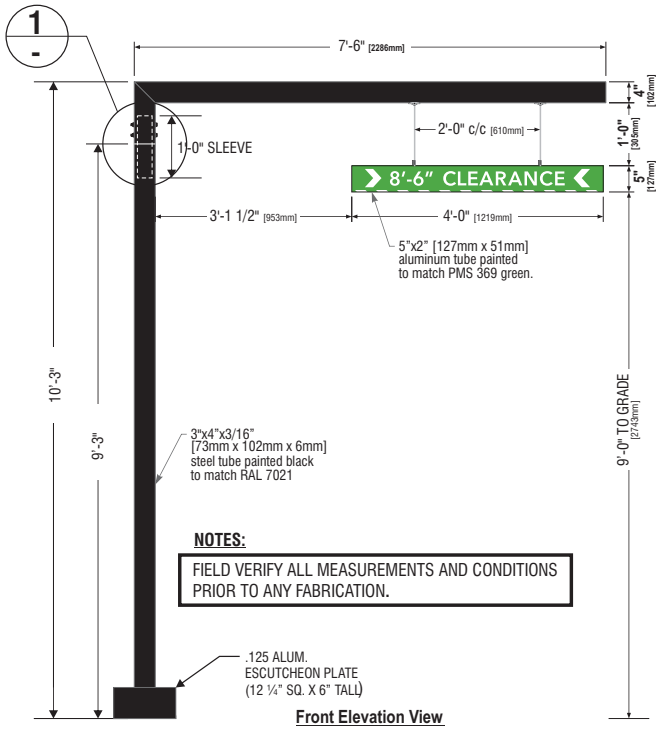 1
-
7'-6" [2286mm]
4"
[102mm]
1'-0"
[305mm]
2'-0" c/c [610mm]
1'-0" SLEEVE
8'-6” CLEARANCE
5"
[127mm]
3'-1 1/2" [953mm]
4'-0" [1219mm]
5”x2” [127mm x 51mm]
aluminum tube painted
to match PMS 369 green.
10'-3"
9'-3"
9'-0" TO GRADE
[2743mm]
3"x4”x3/16”
[73mm x 102mm x 6mm]
steel tube painted black
to match RAL 7021
NOTES:
FIELD VERIFY ALL MEASUREMENTS AND CONDITIONS
PRIOR TO ANY FABRICATION.
.125 ALUM.
ESCUTCHEON PLATE
(12 ¼” SQ. X 6” TALL)
Front Elevation View